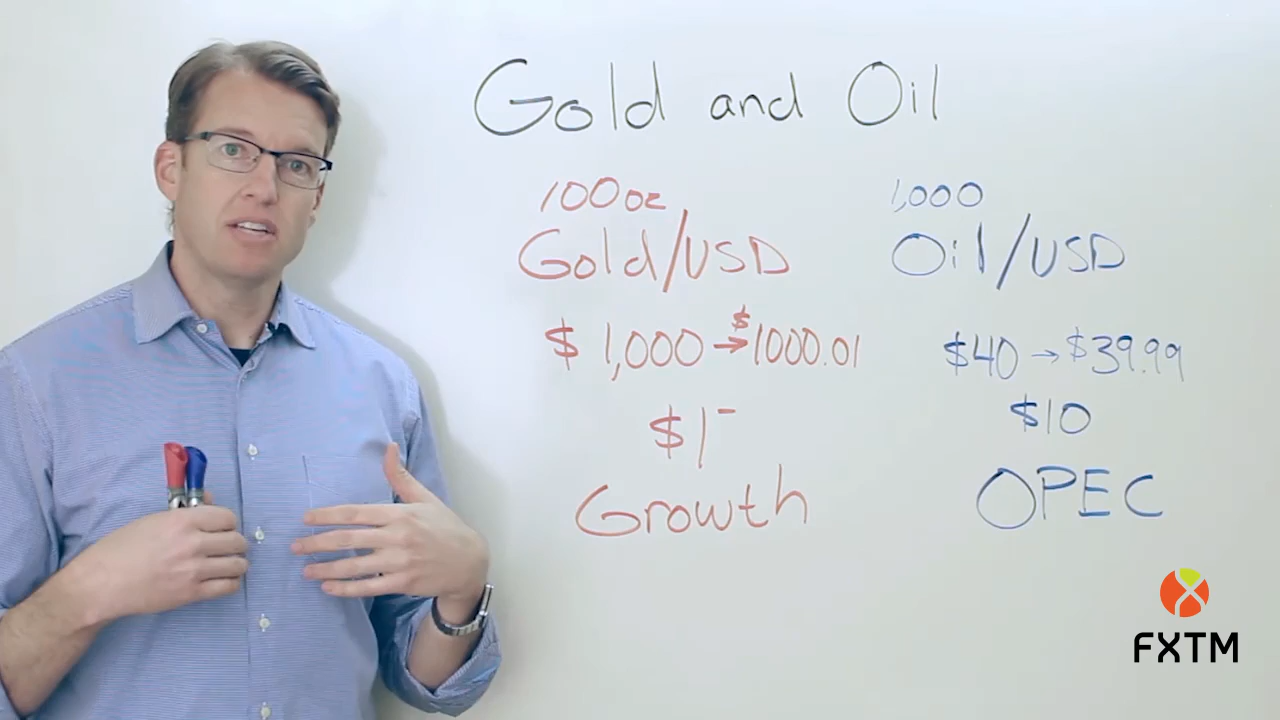 Gold and Oil
100oz
Gold/USD
$ 1,000 → $1000.01
$1-
Growth
1,000
Oil/USD
$40 → $39.99
$10
OPEC
FXTM